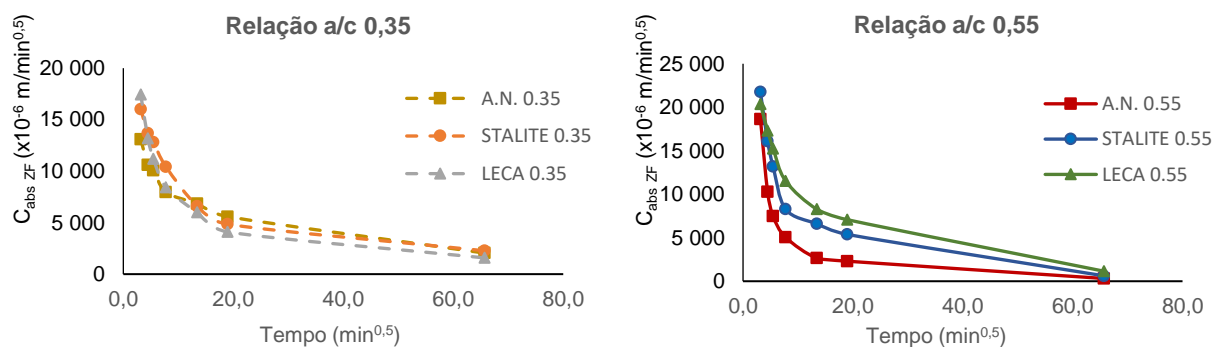 Relação a/c 0,35
C_abs ZF (x10⁻⁶ m/min⁰,⁵)
20 000
15 000
10 000
5 000
0
0,0 20,0 40,0 60,0 80,0
Tempo (min⁰,⁵)
A.N. 0.35
STALITE 0.35
LECA 0.35
Relação a/c 0,55
C_abs ZF (x10⁻⁶ m/min⁰,⁵)
25 000
20 000
15 000
10 000
5 000
0
0,0 20,0 40,0 60,0 80,0
Tempo (min⁰,⁵)
A.N. 0.55
STALITE 0.55
LECA 0.55